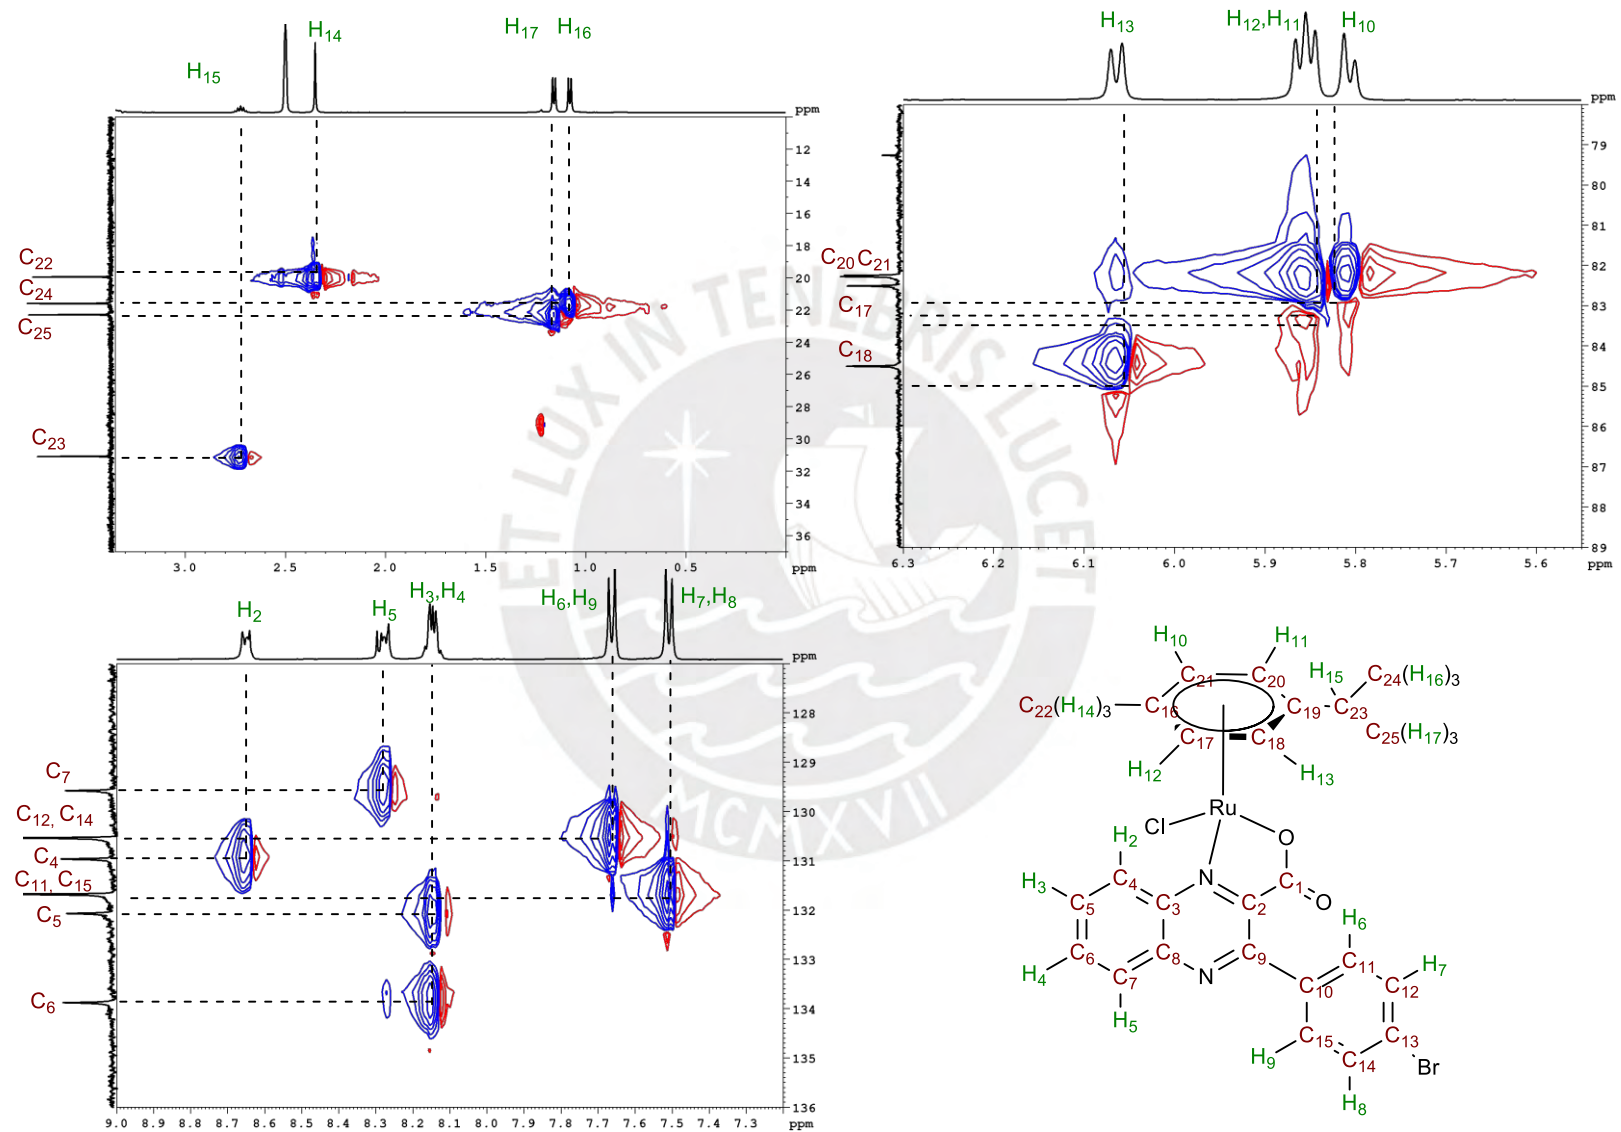 H15
H14
H17
H16
ppm
12
14
16
18
20
22
24
26
28
30
32
34
36
C22
C24
C25
C23
3.0 2.5 2.0 1.5 1.0 0.5 ppm
H13
H12,H11
H10
ppm
79
80
81
82
83
84
85
86
87
88
89
C20 C21
C17
C18
6.3 6.2 6.1 6.0 5.9 5.8 5.7 5.6 ppm
H2
H5
H3,H4
H6,H9
H7,H8
ppm
128
129
130
131
132
133
134
135
136
C7
C12, C14
C4
C11, C15
C5
C6
9.0 8.9 8.8 8.7 8.6 8.5 8.4 8.3 8.2 8.1 8.0 7.9 7.8 7.7 7.6 7.5 7.4 7.3 ppm
ET LUX IN TENEBRIS LUCET
MCMXVII
H10
H11
C21
C20
H15
C24(H16)3
C22(H14)3
C16
C19
C23
C25(H17)3
C17
C18
H12
H13
Ru
Cl
O
H2
H3
C4
N
C1
O
C5
C3
C2
H6
C6
C8
C9
C11
H7
H4
C7
N
C10
C12
H5
C15
C13
H9
C14
Br
H8